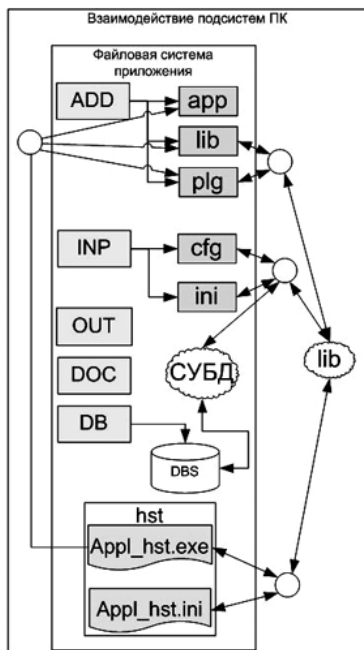 Взаимодействие подсистем ПК
Файловая система
приложения
ADD
app
lib
plg
INP
cfg
ini
OUT
DOC
СУБД
lib
DB
DBS
hst
Appl_hst.exe
Appl_hst.ini